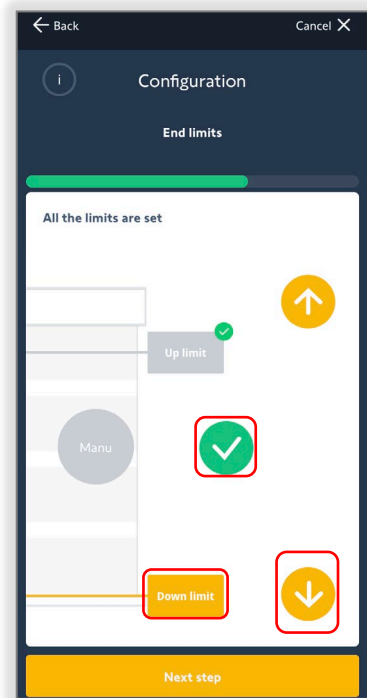 Back
Cancel
i
Configuration
End limits
All the limits are set
Up limit
Manu
Down limit
Next step